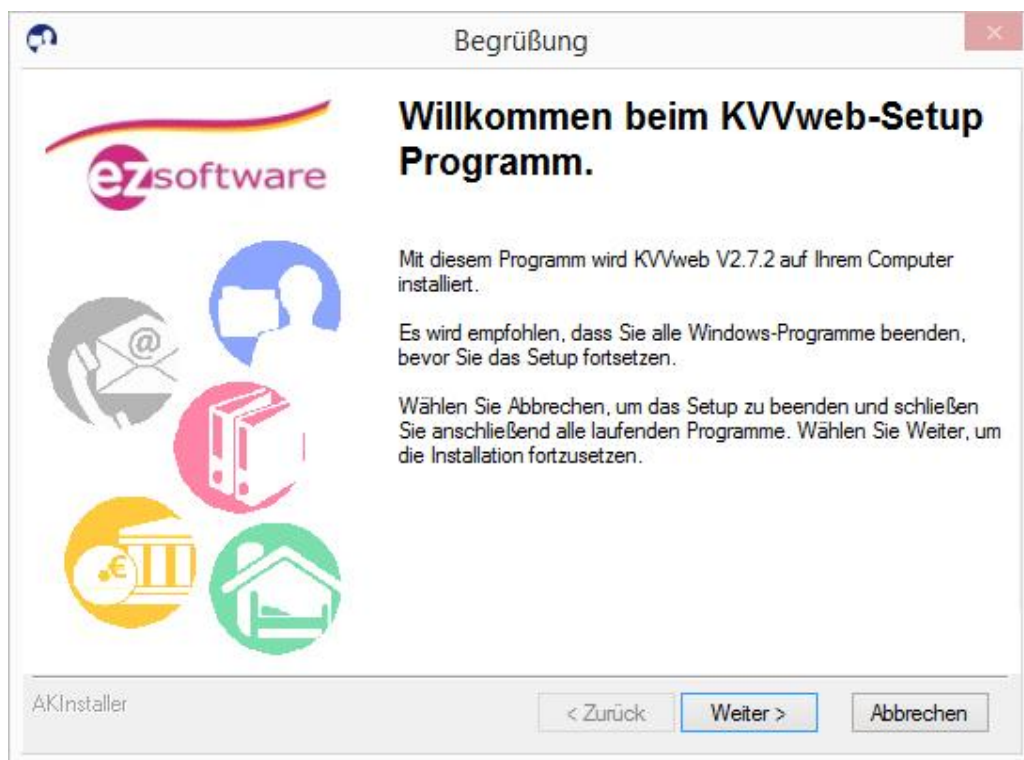 Begrüßung
ezsoftware
Willkommen beim KVVweb-Setup
Programm.
Mit diesem Programm wird KVVweb V2.7.2 auf Ihrem Computer
installiert.
Es wird empfohlen, dass Sie alle Windows-Programme beenden,
bevor Sie das Setup fortsetzen.
Wählen Sie Abbrechen, um das Setup zu beenden und schließen
Sie anschließend alle laufenden Programme. Wählen Sie Weiter, um
die Installation fortzusetzen.
@
€
AKInstaller
< Zurück
Weiter >
Abbrechen